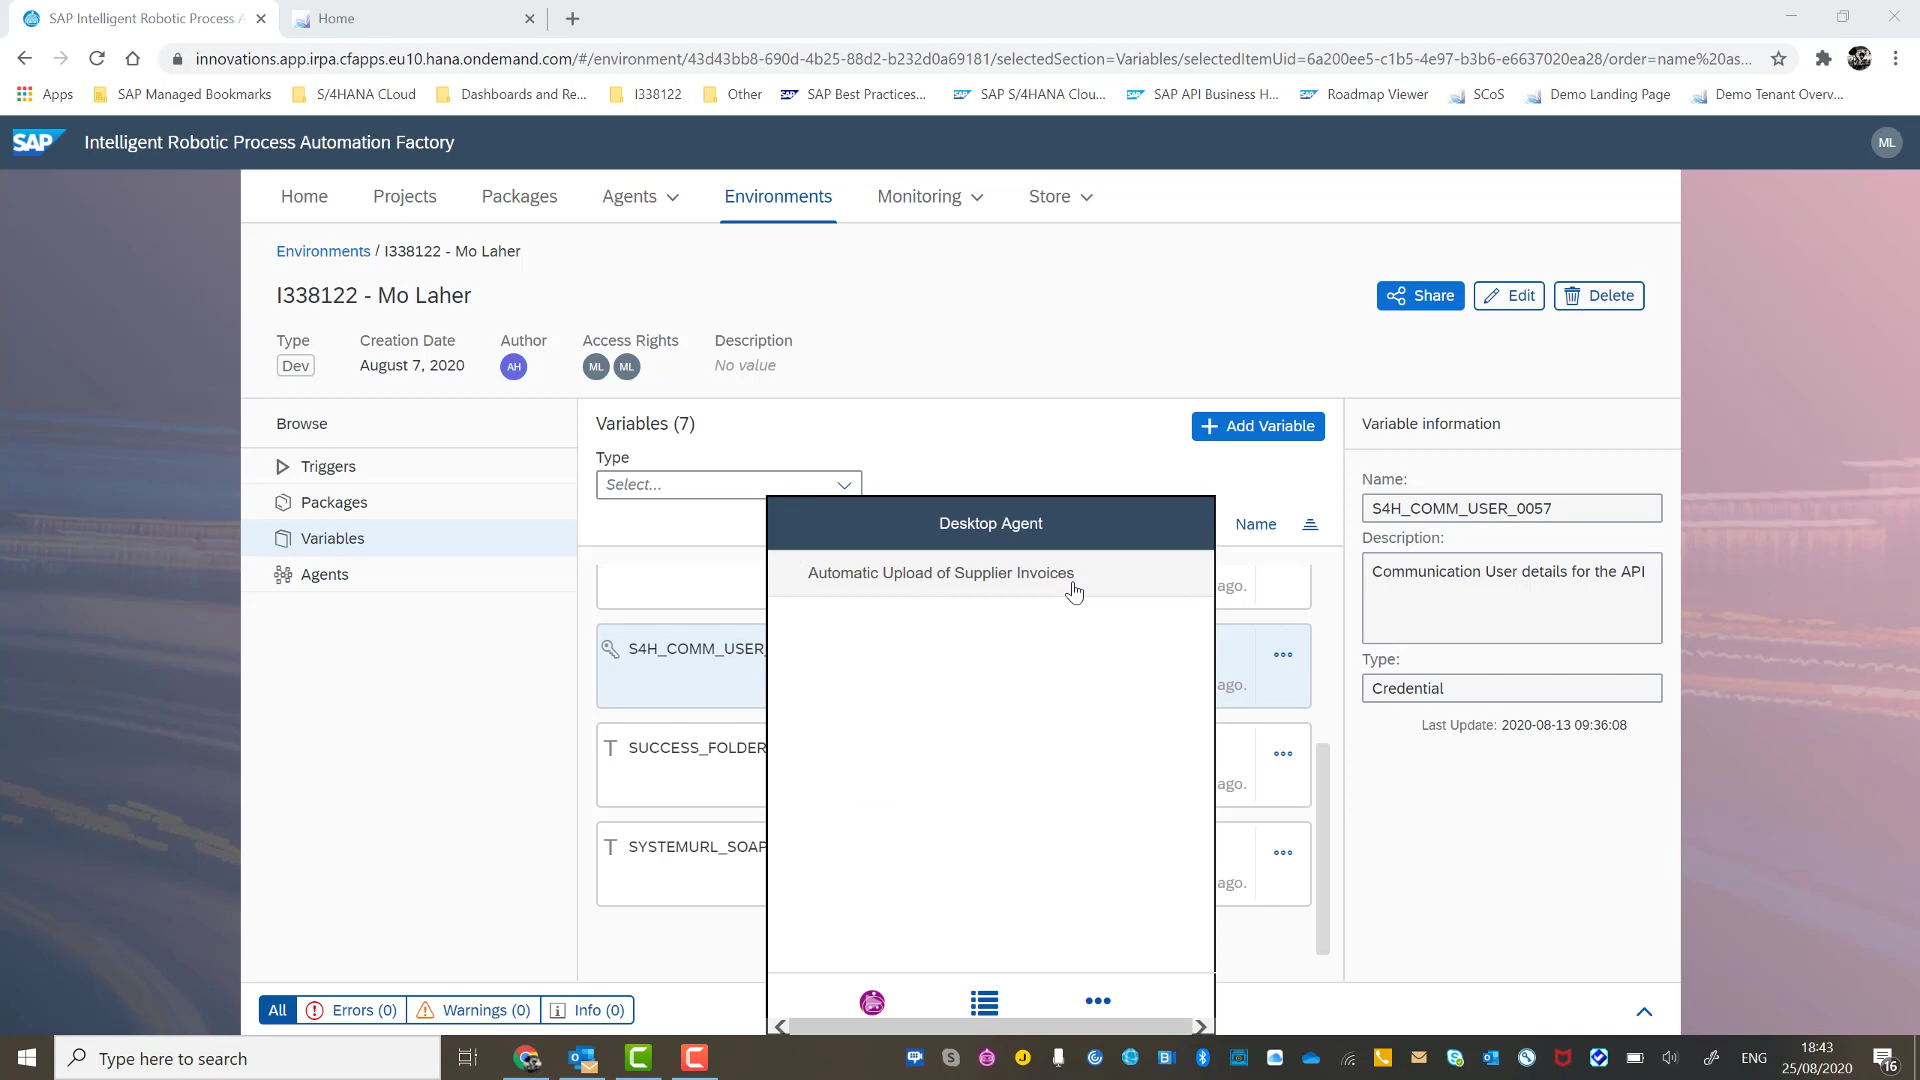 SAP Intelligent Robotic Process A
Home
innovations.app.irpa.cfapps.eu10.hana.ondemand.com/#/environment/43d43bb8-690d-4b25-88d2-b232d0a69181/selectedSection=Variables/selectedItemUid=6a200ee5-c1b5-4e97-b3b6-e6637020ea28/order=name%20as...
Apps
SAP Managed Bookmarks
S/4HANA CLoud
Dashboards and Re...
I338122
Other
SAP Best Practices...
SAP S/4HANA Clou...
SAP API Business H...
Roadmap Viewer
SCoS
Demo Landing Page
Demo Tenant Overv...
SAP
Intelligent Robotic Process Automation Factory
ML
Home
Projects
Packages
Agents
Environments
Monitoring
Store
Environments / I338122 - Mo Laher
I338122 - Mo Laher
Share
Edit
Delete
Type
Creation Date
Author
Access Rights
Description
Dev
August 7, 2020
AH
ML
ML
No value
Browse
Variables (7)
Add Variable
Variable information
Triggers
Packages
Variables
Agents
Type
Select...
Name
Desktop Agent
Automatic Upload of Supplier Invoices
ago.
S4H_COMM_USER_
ago.
SUCCESS_FOLDER
ago.
SYSTEMURL_SOAP
ago.
Name:
S4H_COMM_USER_0057
Description:
Communication User details for the API
Type:
Credential
Last Update: 2020-08-13 09:36:08
All
Errors (0)
Warnings (0)
Info (0)
Type here to search
ENG
18:43
25/08/2020
16